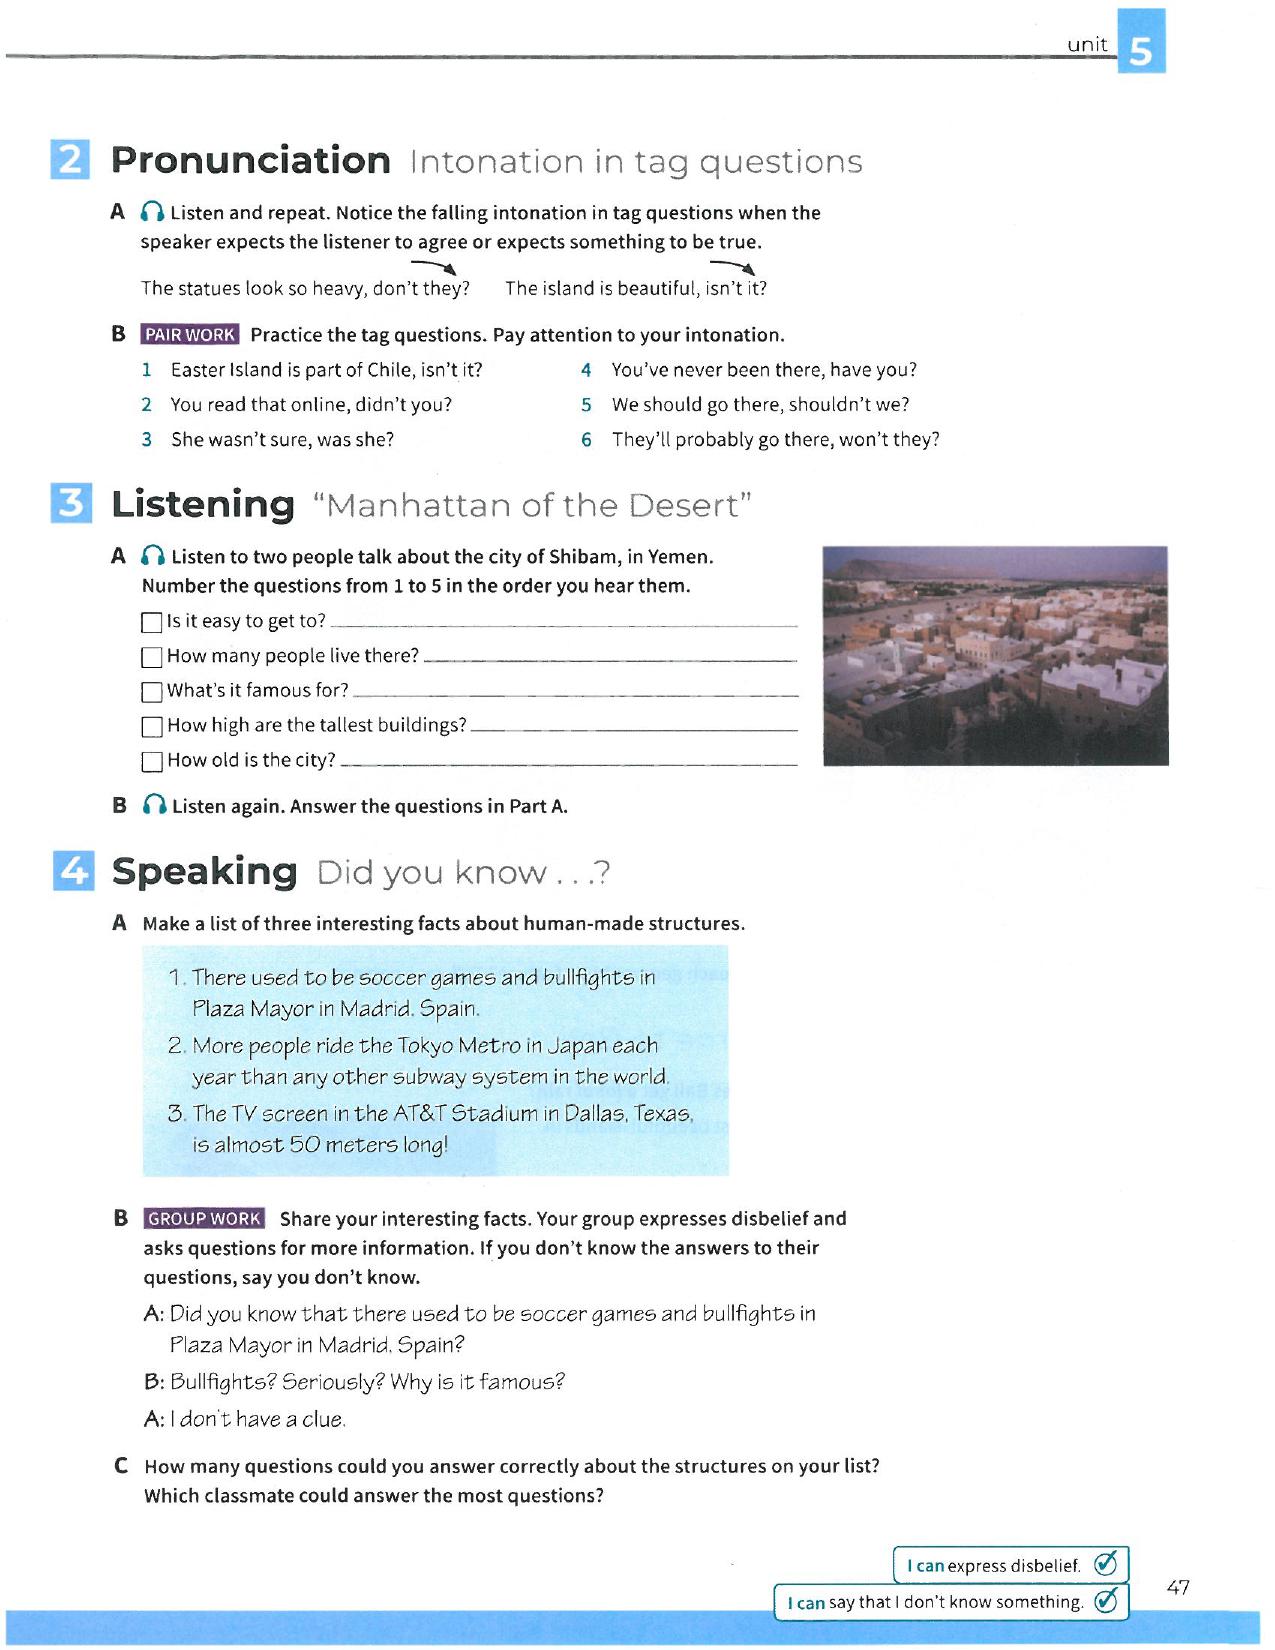 unit 5
2 Pronunciation Intonation in tag questions
A Listen and repeat. Notice the falling intonation in tag questions when the
speaker expects the listener to agree or expects something to be true.
The statues look so heavy, don't they? The island is beautiful, isn't it?
B PAIR WORK Practice the tag questions. Pay attention to your intonation.
1 Easter Island is part of Chile, isn't it?
2 You read that online, didn't you?
3 She wasn't sure, was she?
4 You've never been there, have you?
5 We should go there, shouldn't we?
6 They'll probably go there, won't they?
3 Listening "Manhattan of the Desert"
A Listen to two people talk about the city of Shibam, in Yemen.
Number the questions from 1 to 5 in the order you hear them.
Is it easy to get to?
How many people live there?
What's it famous for?
How high are the tallest buildings?
How old is the city?
B Listen again. Answer the questions in Part A.
4 Speaking Did you know . . .?
A Make a list of three interesting facts about human-made structures.
1. There used to be soccer games and bullfights in
Plaza Mayor in Madrid, Spain.
2. More people ride the Tokyo Metro in Japan each
year than any other subway system in the world.
3. The TV screen in the AT&T Stadium in Dallas, Texas,
is almost 50 meters long!
B GROUP WORK Share your interesting facts. Your group expresses disbelief and
asks questions for more information. If you don't know the answers to their
questions, say you don't know.
A: Did you know that there used to be soccer games and bullfights in
Plaza Mayor in Madrid, Spain?
B: Bullfights? Seriously? Why is it famous?
A: I don't have a clue.
C How many questions could you answer correctly about the structures on your list?
Which classmate could answer the most questions?
I can express disbelief.
I can say that I don't know something.
47